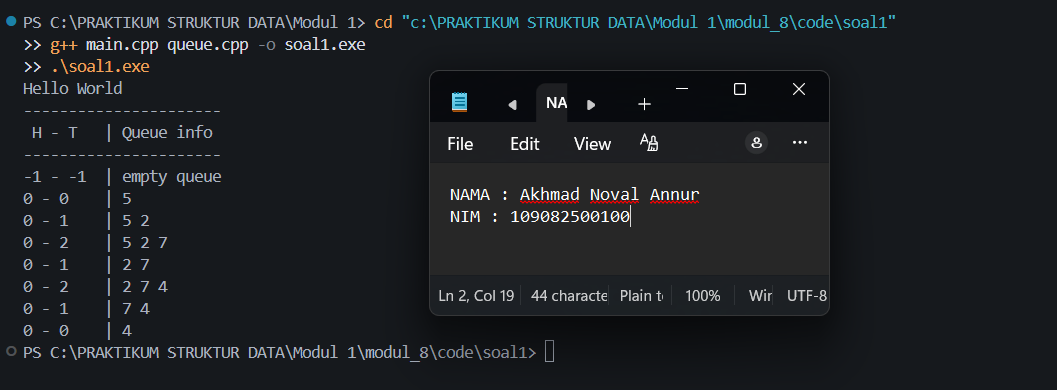 PS C:\PRAKTIKUM STRUKTUR DATA\Modul 1> cd "c:\PRAKTIKUM STRUKTUR DATA\Modul 1\modul_8\code\soal1"
>> g++ main.cpp queue.cpp -o soal1.exe
>> .\soal1.exe
Hello World
----------------------
 H - T   | Queue info
----------------------
-1 - -1  | empty queue
0 - 0    | 5
0 - 1    | 5 2
0 - 2    | 5 2 7
0 - 1    | 2 7
0 - 2    | 2 7 4
0 - 1    | 7 4
0 - 0    | 4
PS C:\PRAKTIKUM STRUKTUR DATA\Modul 1\modul_8\code\soal1>
NA
File Edit View
NAMA : Akhmad Noval Annur
NIM : 109082500100
Ln 2, Col 19 44 characte Plain t 100% Wir UTF-8